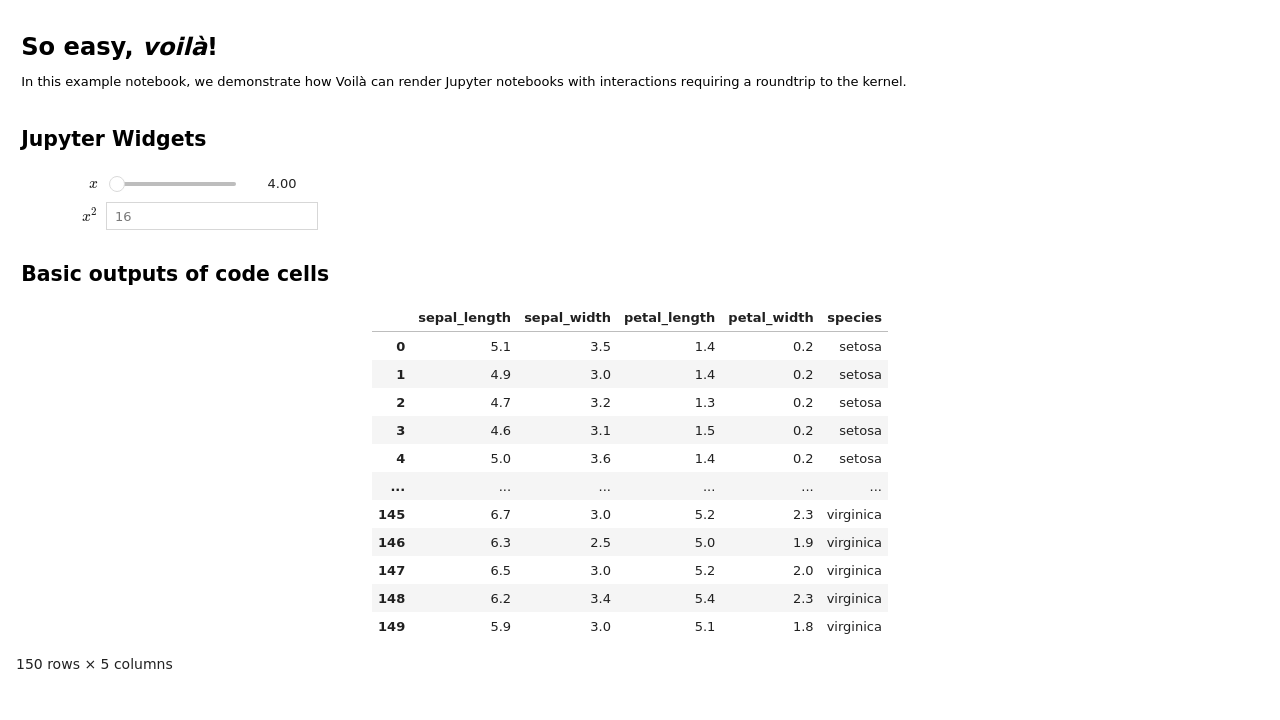 So easy, voilà!
In this example notebook, we demonstrate how Voilà can render Jupyter notebooks with interactions requiring a roundtrip to the kernel.
Jupyter Widgets
x 4.00
x² 16
Basic outputs of code cells
sepal_length sepal_width petal_length petal_width species
0 5.1 3.5 1.4 0.2 setosa
1 4.9 3.0 1.4 0.2 setosa
2 4.7 3.2 1.3 0.2 setosa
3 4.6 3.1 1.5 0.2 setosa
4 5.0 3.6 1.4 0.2 setosa
... ... ... ... ... ...
145 6.7 3.0 5.2 2.3 virginica
146 6.3 2.5 5.0 1.9 virginica
147 6.5 3.0 5.2 2.0 virginica
148 6.2 3.4 5.4 2.3 virginica
149 5.9 3.0 5.1 1.8 virginica
150 rows × 5 columns